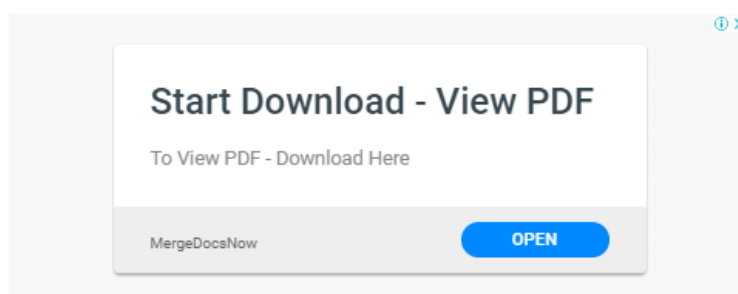 Start Download - View PDF
To View PDF - Download Here
MergeDocsNow
OPEN